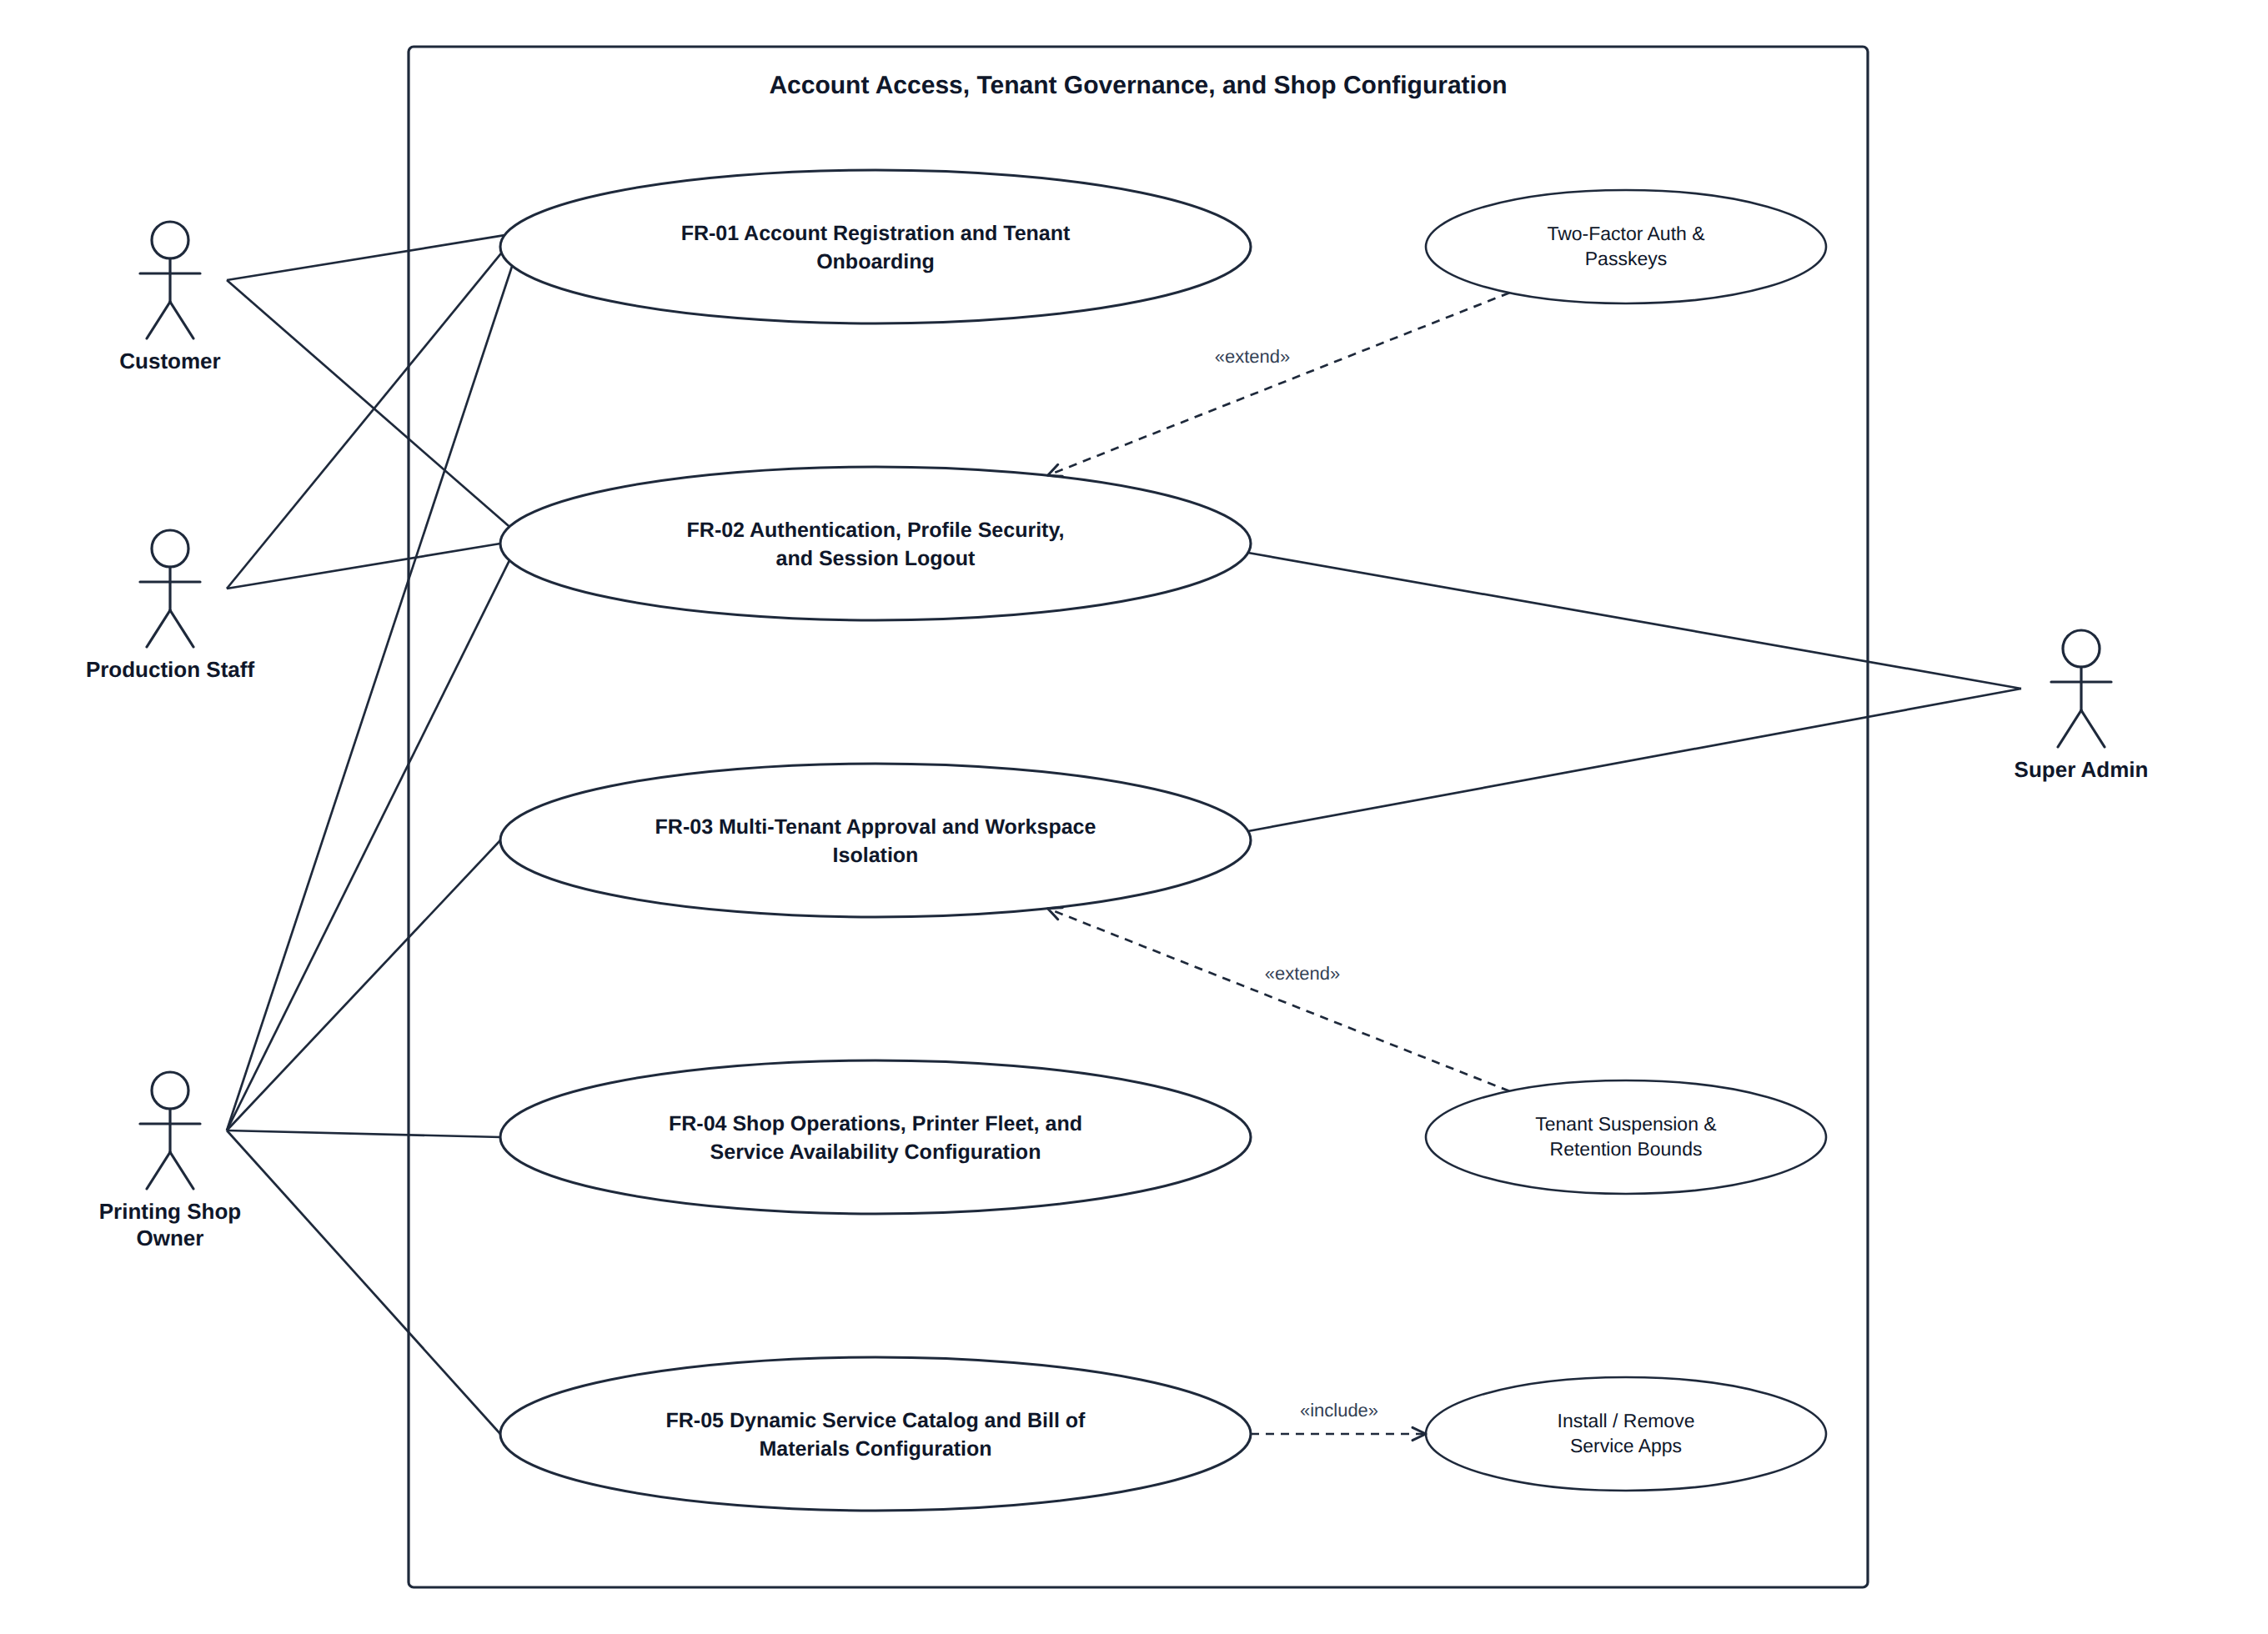 Account Access, Tenant Governance, and Shop Configuration
FR-01 Account Registration and Tenant
Onboarding
Two-Factor Auth &
Passkeys
Customer
«extend»
FR-02 Authentication, Profile Security,
and Session Logout
Production Staff
Super Admin
FR-03 Multi-Tenant Approval and Workspace
Isolation
«extend»
FR-04 Shop Operations, Printer Fleet, and
Service Availability Configuration
Tenant Suspension &
Retention Bounds
Printing Shop
Owner
FR-05 Dynamic Service Catalog and Bill of
Materials Configuration
«include»
Install / Remove
Service Apps